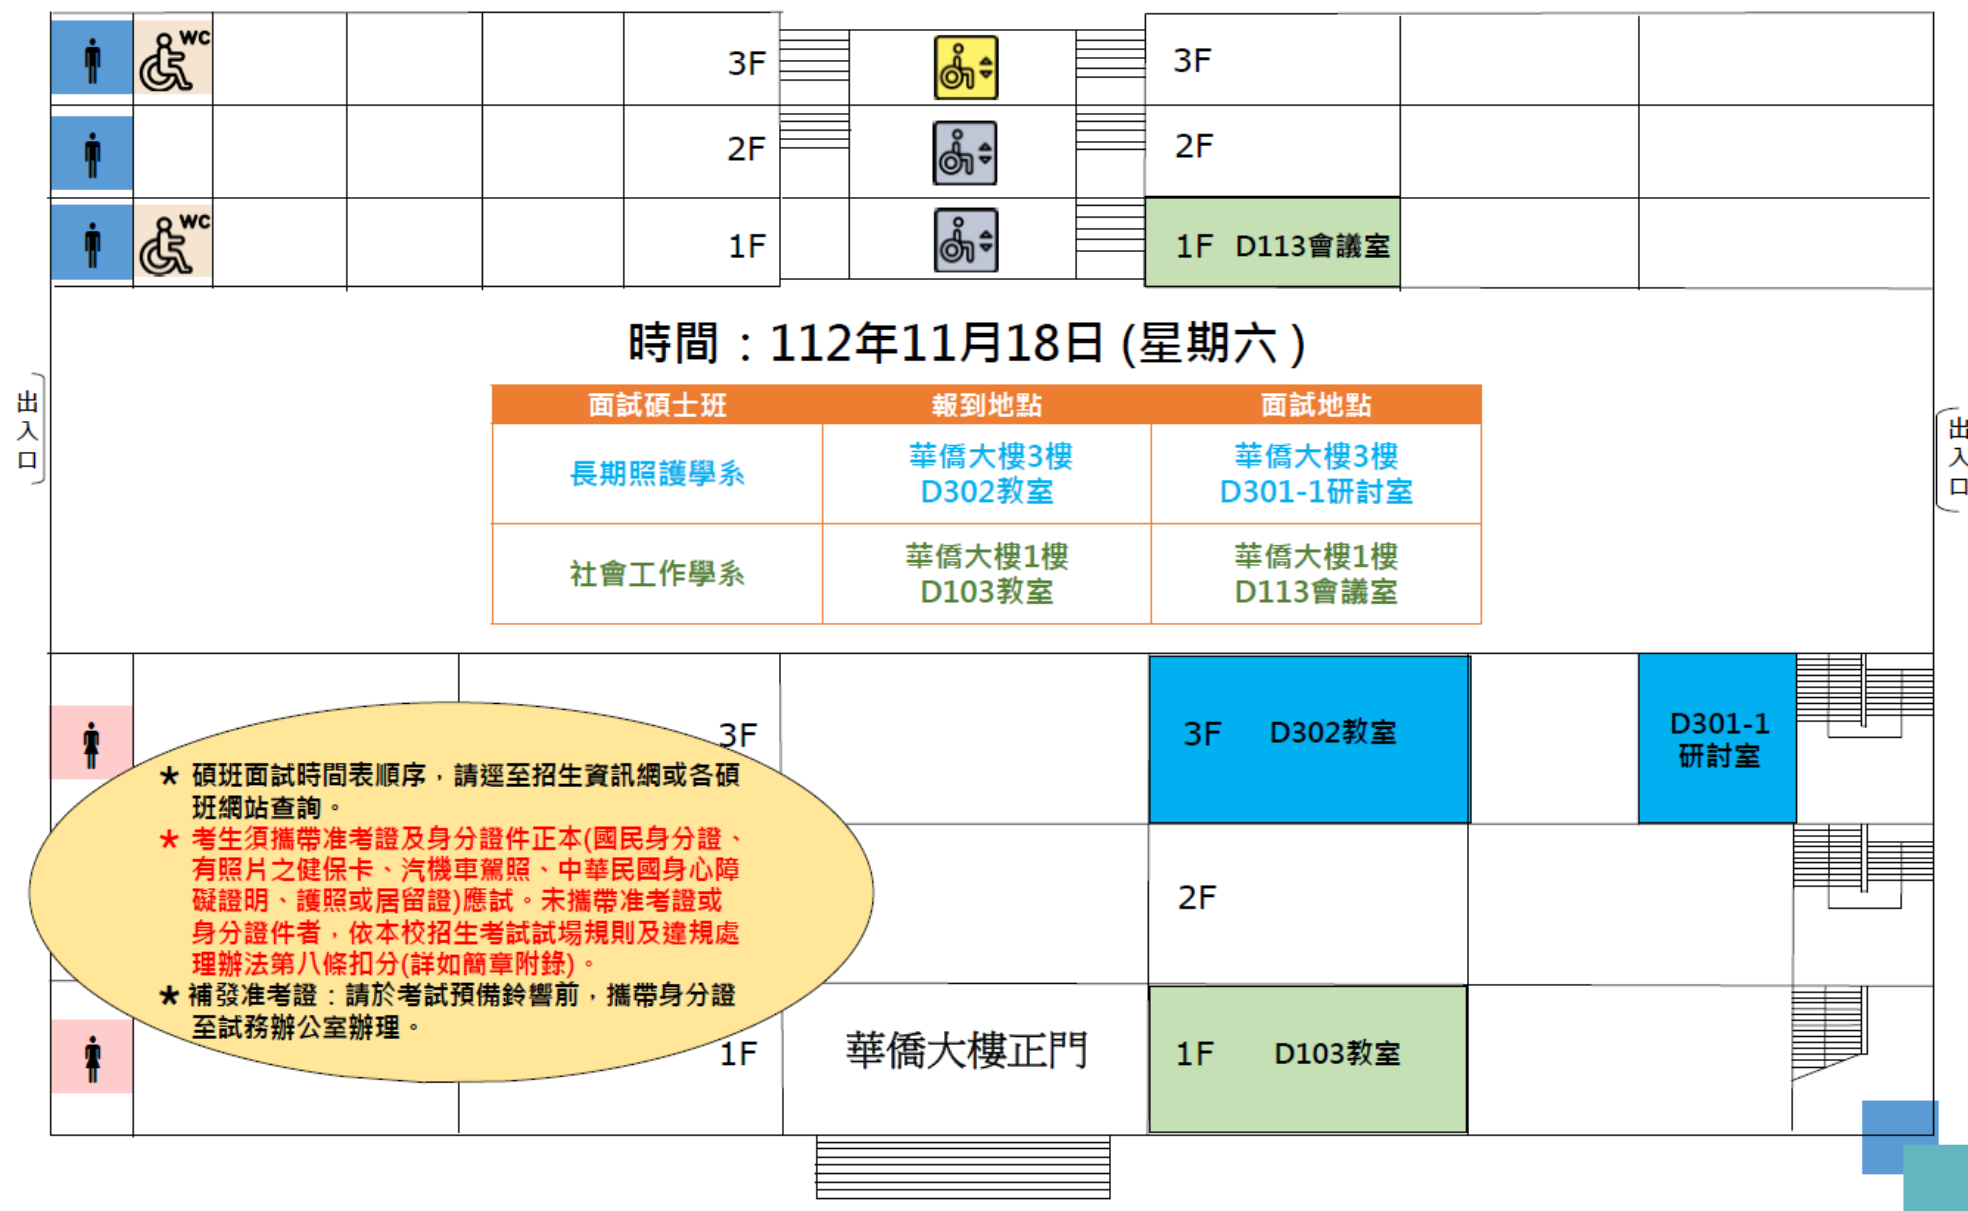 WC
3F
3F
2F
2F
WC
1F
1F D113會議室
時間：112年11月18日 (星期六 )
出入口
出入口
面試碩士班 報到地點 面試地點
長期照護學系
華僑大樓3樓
D302教室
華僑大樓3樓
D301-1研討室
社會工作學系
華僑大樓1樓
D103教室
華僑大樓1樓
D113會議室
3F
3F D302教室
D301-1
研討室
★ 碩班面試時間表順序，請逕至招生資訊網或各碩
班網站查詢。
★ 考生須攜帶准考證及身分證件正本(國民身分證、
有照片之健保卡、汽機車駕照、中華民國身心障
礙證明、護照或居留證)應試。未攜帶准考證或
身分證件者，依本校招生考試試場規則及違規處
理辦法第八條扣分(詳如簡章附錄)。
★ 補發准考證：請於考試預備鈴響前，攜帶身分證
至試務辦公室辦理。
2F
1F
華僑大樓正門
1F D103教室